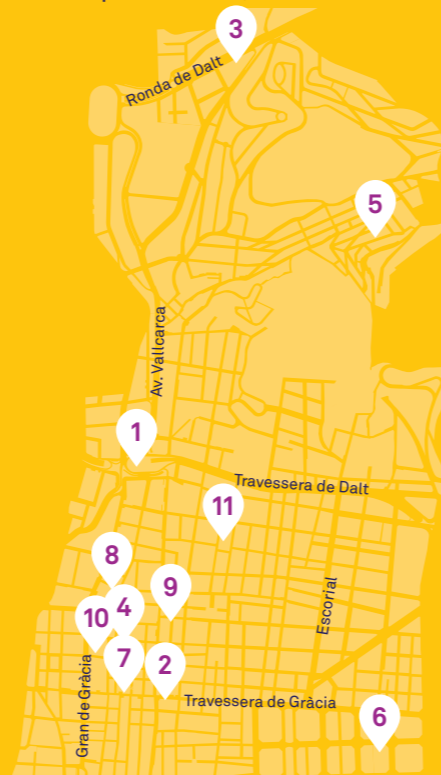 3
Ronda de Dalt
5
Av. Vallcarca
1
Travessera de Dalt
11
8
9
Escorial
4
10
7
2
Gran de Gràcia
Travessera de Gràcia
6